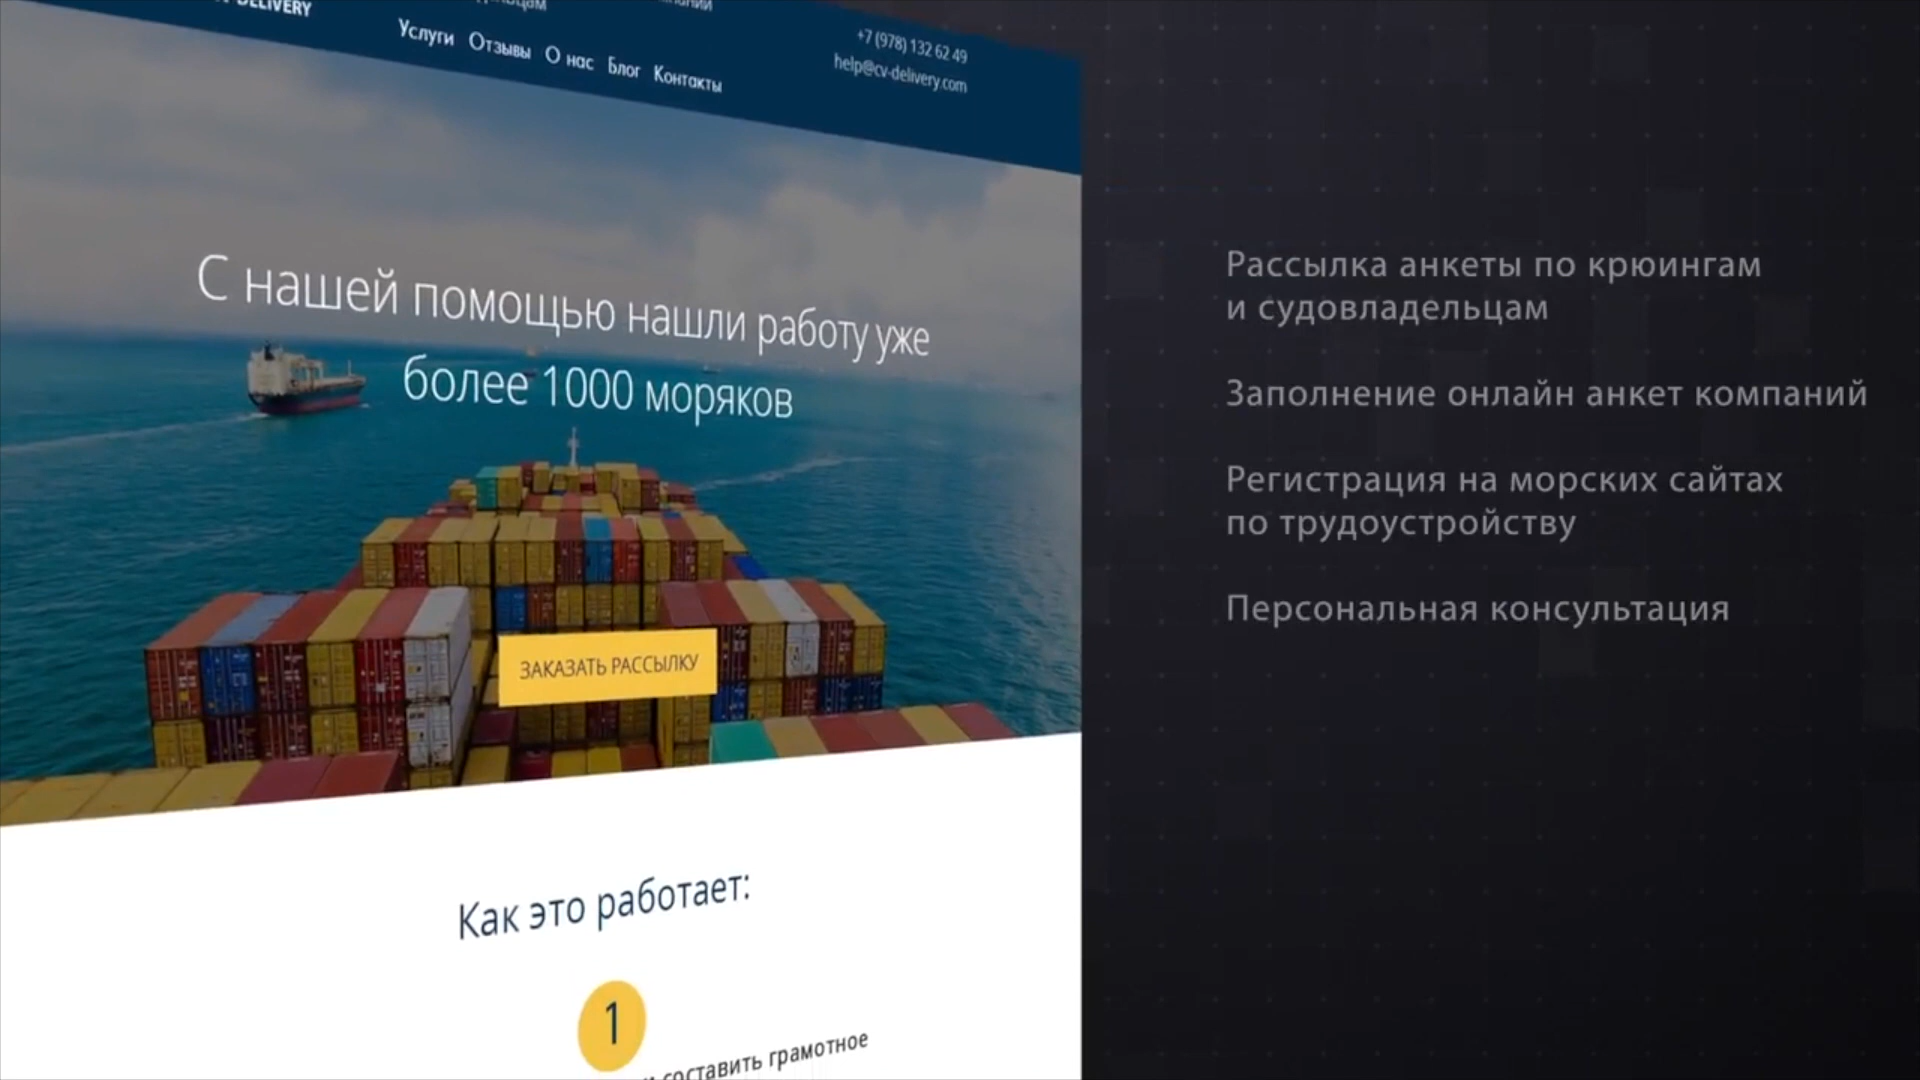 DELIVERY
Услуги Отзывы О нас Блог Контакты
+7 (978) 132 62 49
help@cv-delivery.com
С нашей помощью нашли работу уже
более 1000 моряков
ЗАКАЗАТЬ РАССЫЛКУ
Как это работает:
1
составить грамотное
Рассылка анкеты по крюингам
и судовладельцам
Заполнение онлайн анкет компаний
Регистрация на морских сайтах
по трудоустройству
Персональная консультация